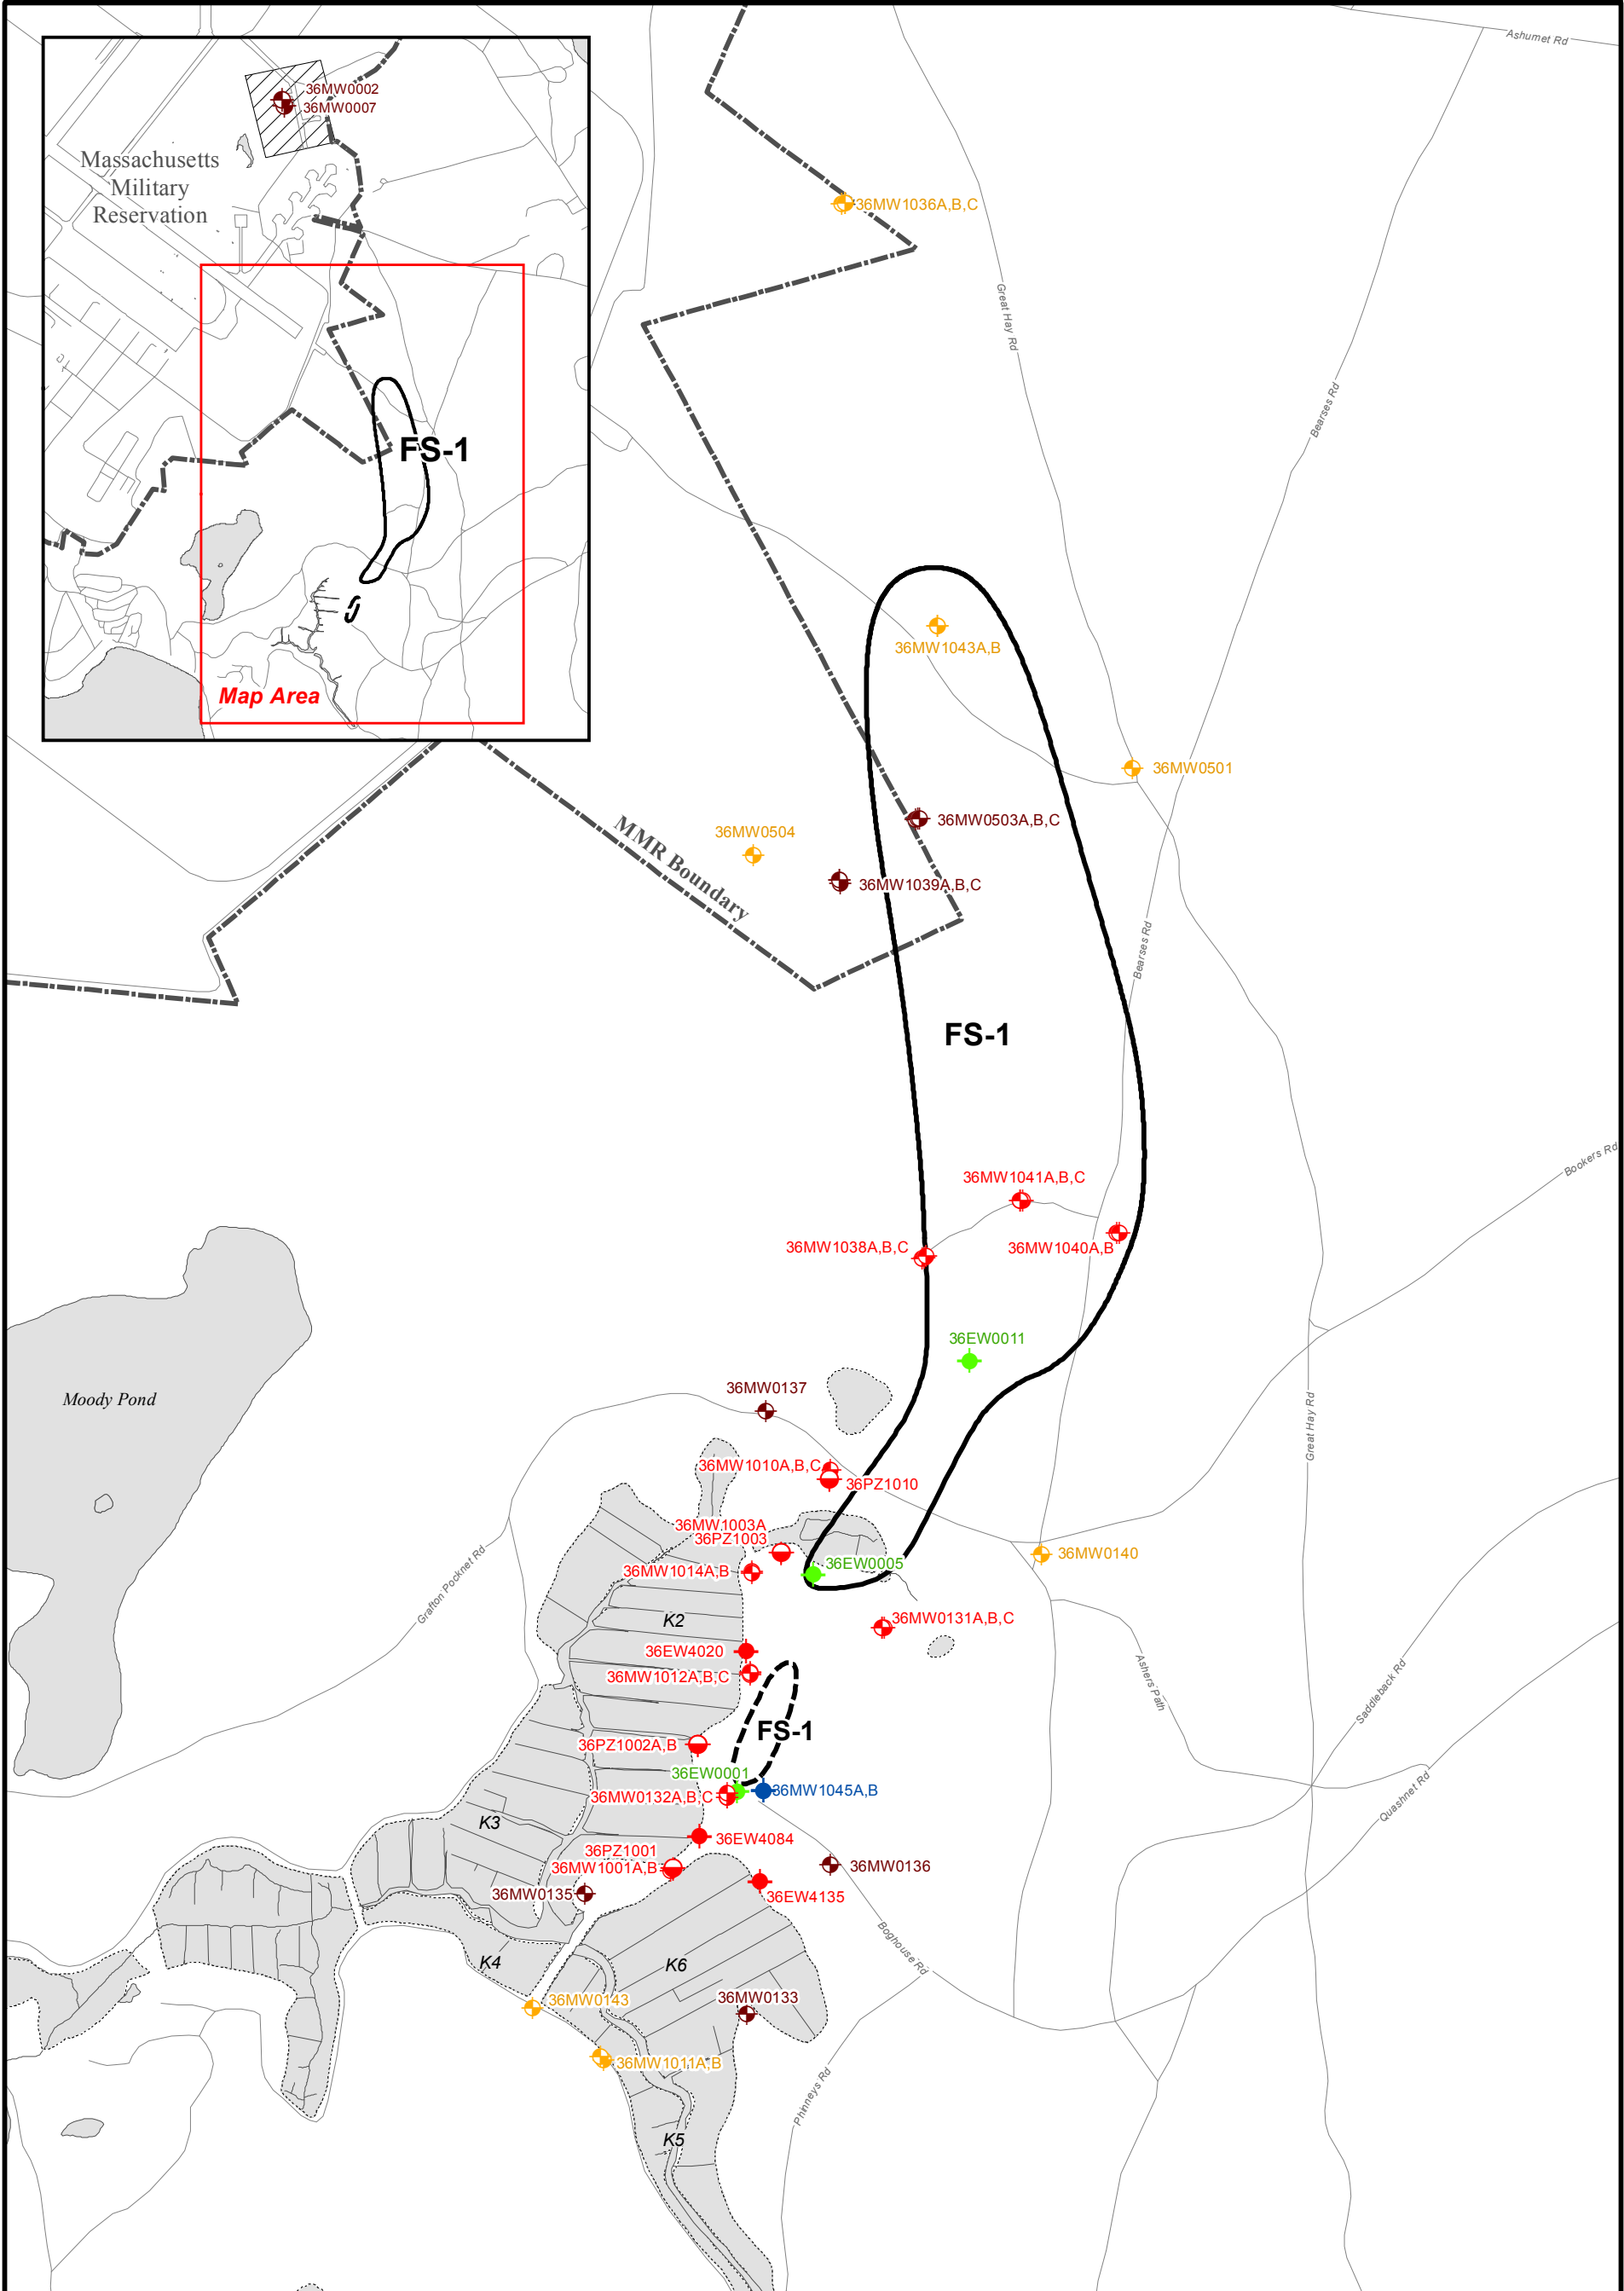 Ashumet Rd
36MW0002
36MW0007
Massachusetts
Military
Reservation
FS-1
Map Area
36MW1036A,B,C
Great Hay Rd
Bearses Rd
36MW1043A,B
36MW0501
36MW0503A,B,C
36MW0504
MMR Boundary
36MW1039A,B,C
Bearses Rd
FS-1
Bookers Rd
36MW1041A,B,C
36MW1038A,B,C
36MW1040A,B
36EW0011
Moody Pond
36MW0137
Great Hay Rd
36MW1010A,B,C
36PZ1010
36MW1003A
36PZ1003
36MW0140
36EW0005
36MW1014A,B
Grafton Pocknet Rd
K2
36MW0131A,B,C
36EW4020
36MW1012A,B,C
Ashers Path
Saddleback Rd
FS-1
36PZ1002A,B
36EW0001
36MW1045A,B
36MW0132A,B,C
Quashnet Rd
K3
36EW4084
36PZ1001
36MW1001A,B
36MW0136
36MW0135
36EW4135
Boghouse Rd
K4
K6
36MW0143
36MW0133
36MW1011A,B
Phinneys Rd
K5